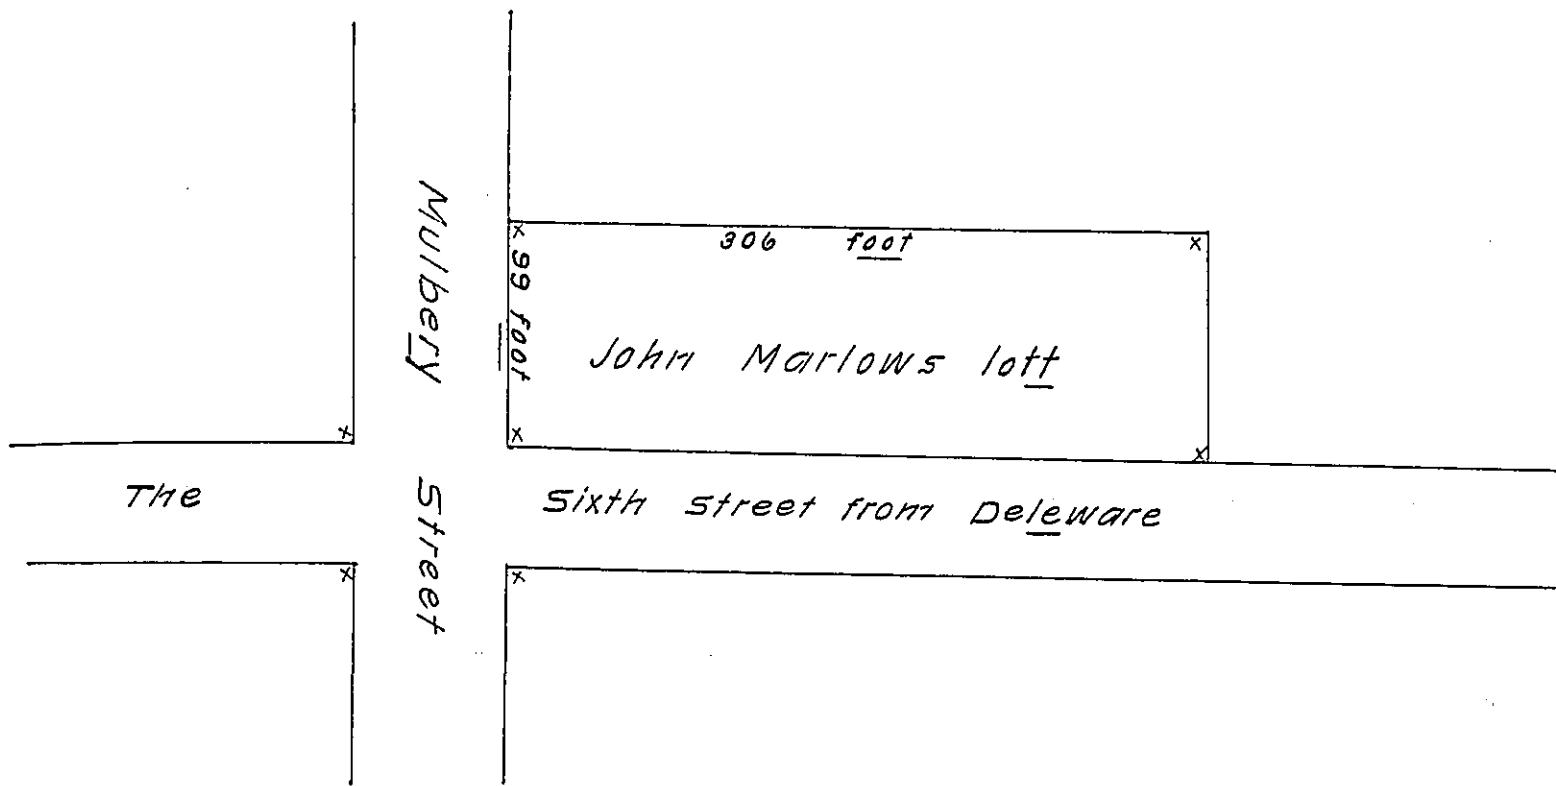 306 foot
99 foot
John Marlows lott
Mulbery Street
The Sixth Street from Deleware